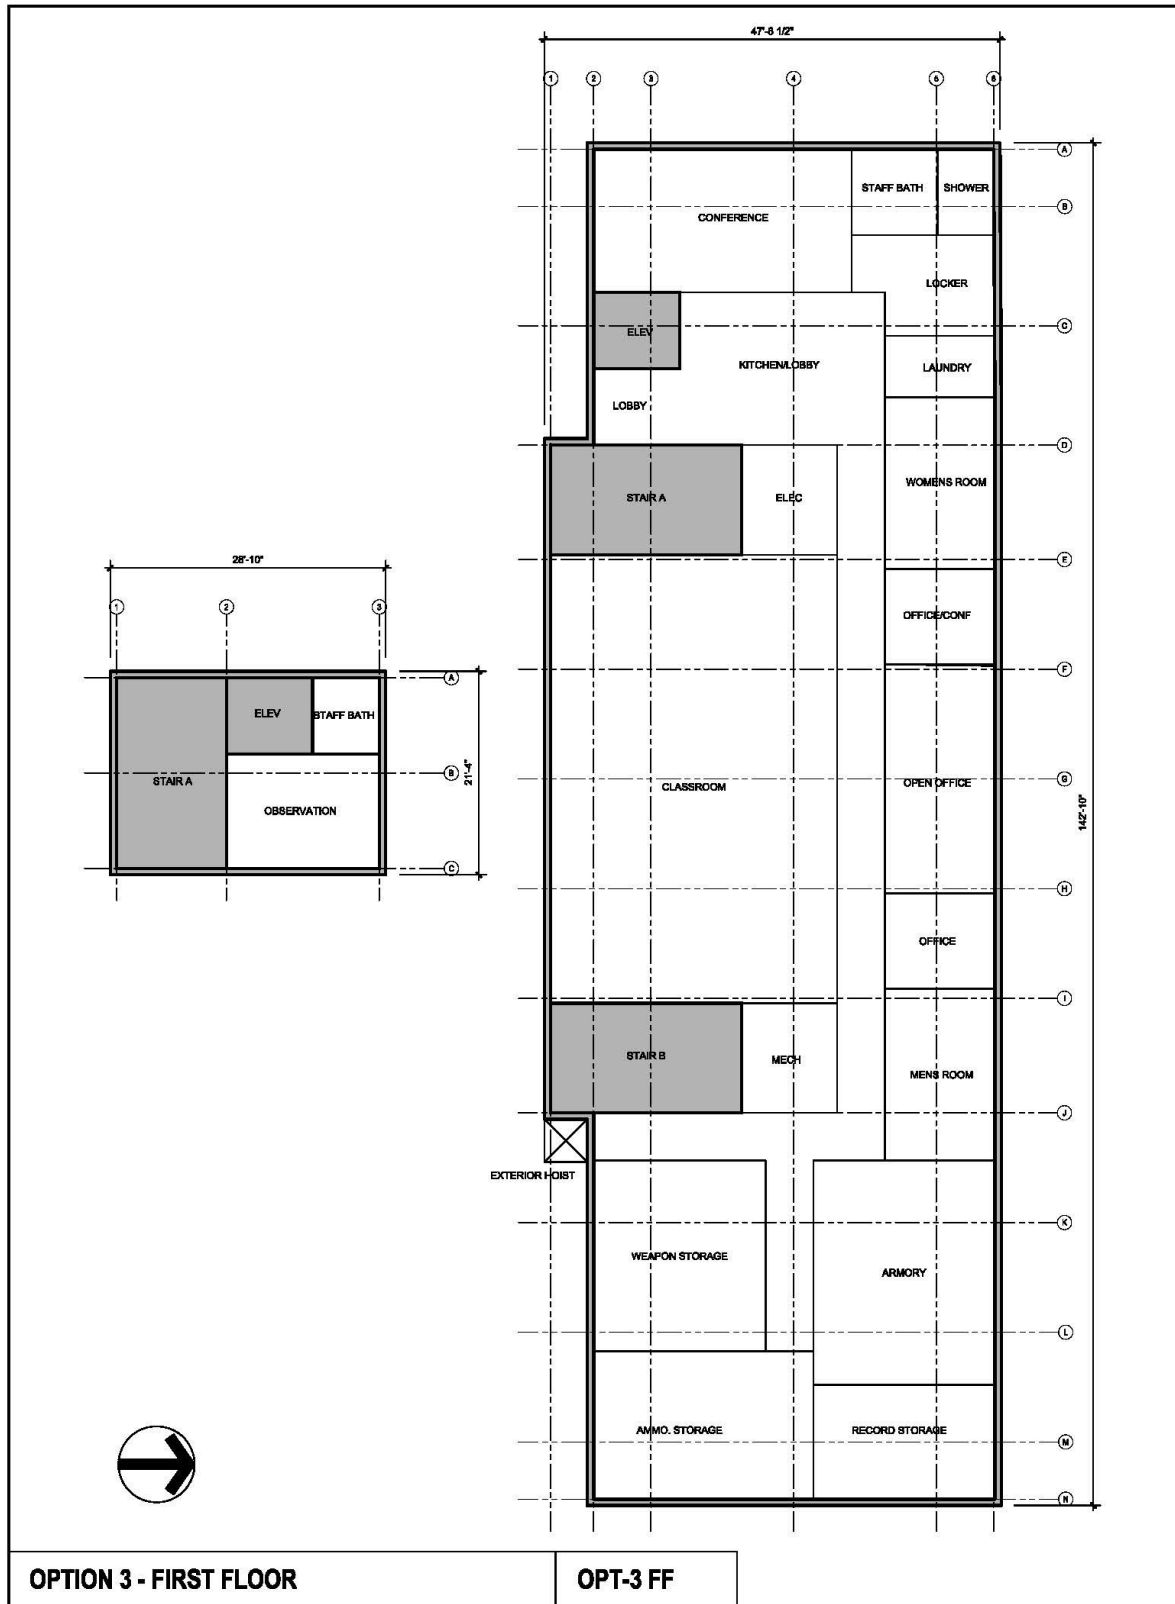 47'-8 1/2"
1 2 3 4 5 6
A
STAFF BATH SHOWER
B
CONFERENCE
LOCKER
C
ELEV
KITCHEN/LOBBY
LAUNDRY
LOBBY
D
WOMENS ROOM
STAIR A ELEC
E
28'-10"
1 2 3
OFFICE/CONF
F
A
ELEV STAFF BATH
B
STAIR A
21'-4"
G
CLASSROOM
OPEN OFFICE
OBSERVATION
142'-10"
C
H
OFFICE
I
STAIR B
MECH
MENS ROOM
J
EXTERIOR HOIST
K
WEAPON STORAGE
ARMORY
L
AMMO. STORAGE
RECORD STORAGE
M
N
OPTION 3 - FIRST FLOOR
OPT-3 FF